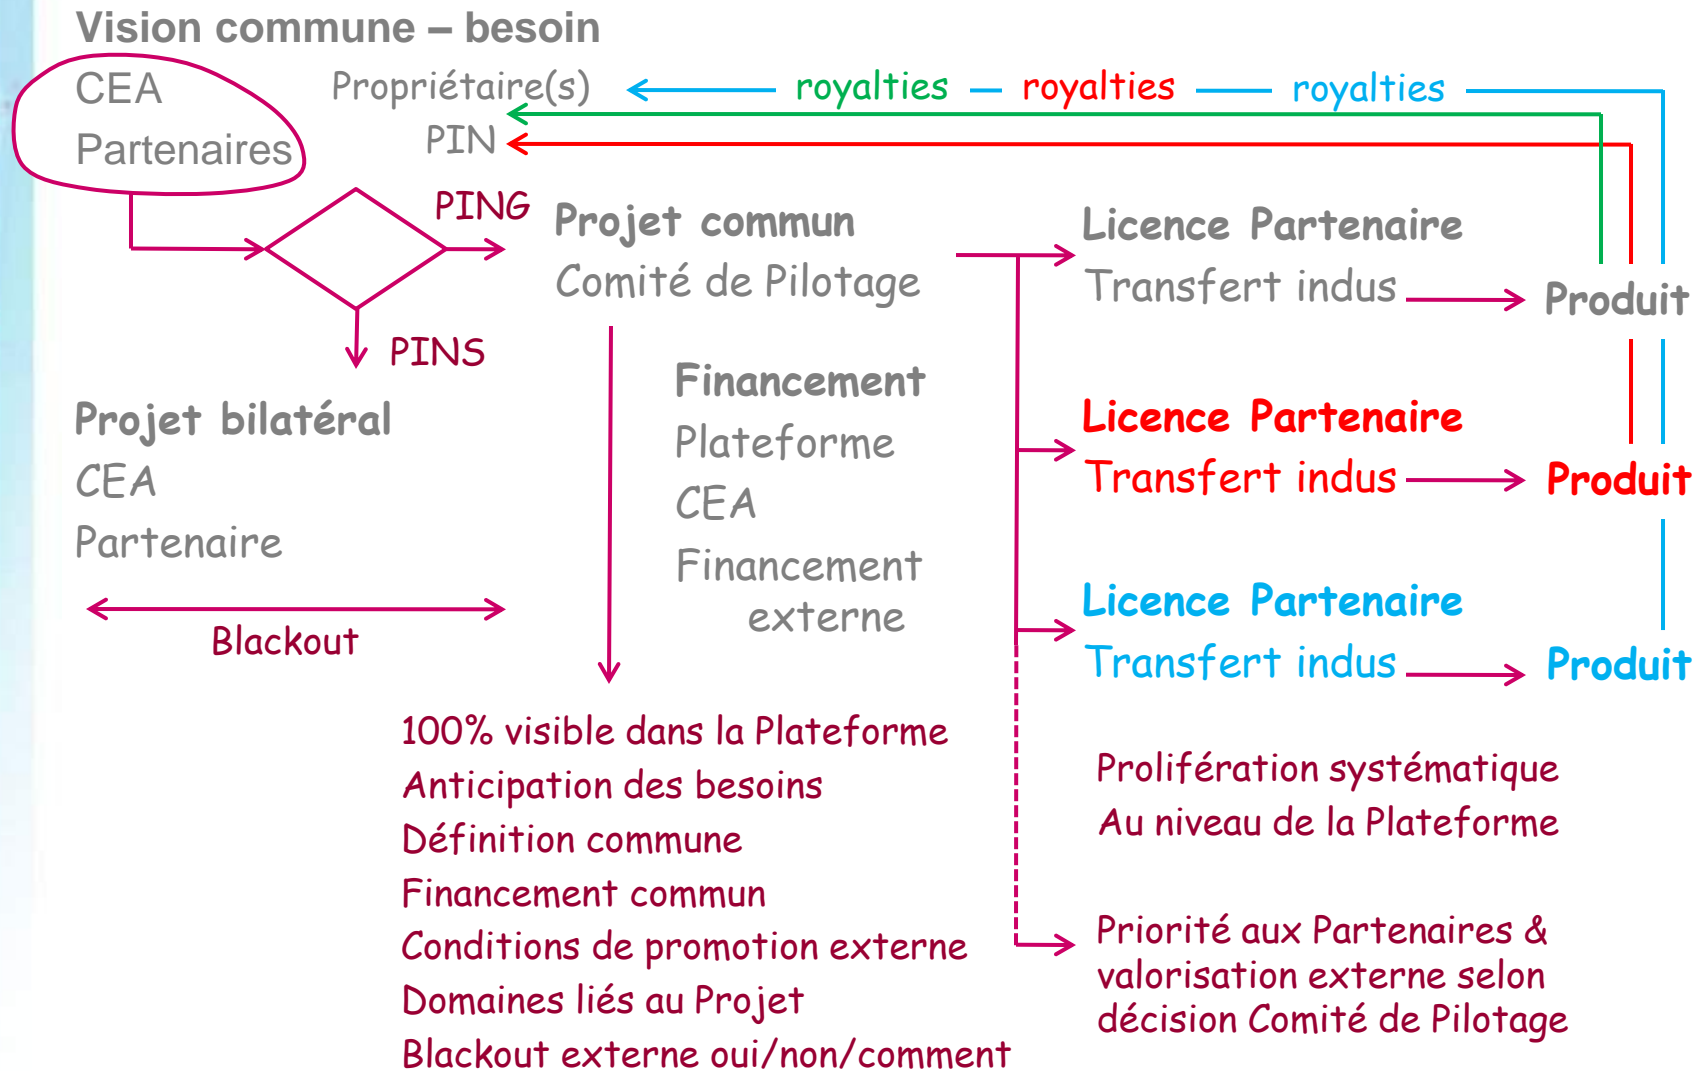 Vision commune – besoin
CEA
Partenaires
Propriétaire(s)
PIN
royalties
royalties
royalties
PING
PINS
Projet commun
Comité de Pilotage
Licence Partenaire
Transfert indus
Produit
Projet bilatéral
CEA
Partenaire
Blackout
Financement
Plateforme
CEA
Financement
externe
Licence Partenaire
Transfert indus
Produit
Licence Partenaire
Transfert indus
Produit
100% visible dans la Plateforme
Anticipation des besoins
Définition commune
Financement commun
Conditions de promotion externe
Domaines liés au Projet
Blackout externe oui/non/comment
Prolifération systématique
Au niveau de la Plateforme
Priorité aux Partenaires &
valorisation externe selon
décision Comité de Pilotage